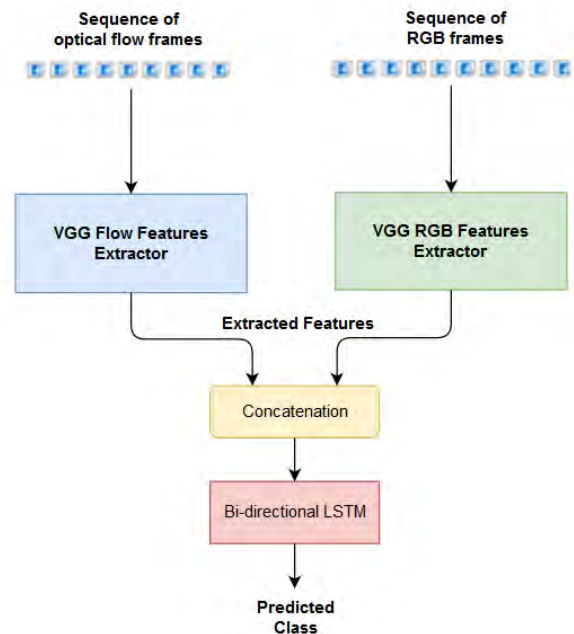 Sequence of
optical flow frames
Sequence of
RGB frames
VGG Flow Features
Extractor
VGG RGB Features
Extractor
Extracted Features
Concatenation
Bi-directional LSTM
Predicted
Class